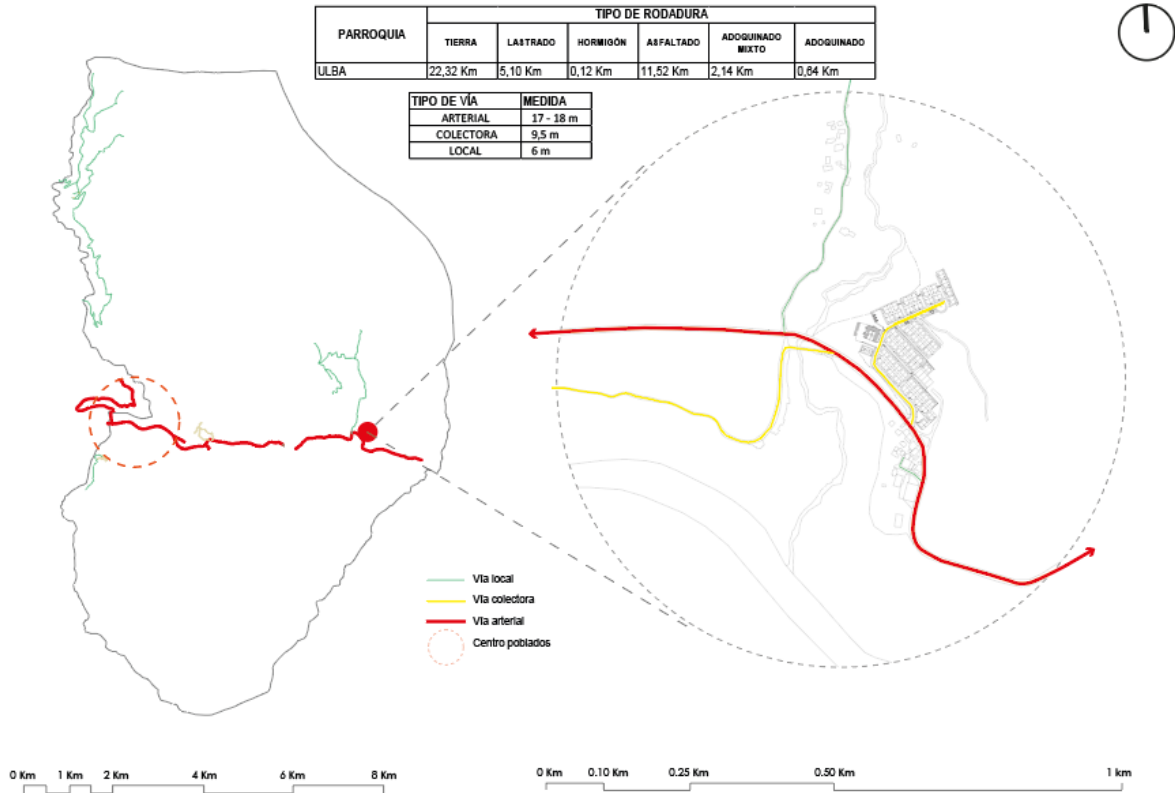 PARROQUIA
TIPO DE RODADURA
TIERRA LASTRADO HORMIGÓN ASFALTADO ADOQUINADO MIXTO ADOQUINADO
ULBA 22,32 Km 5,10 Km 0,12 Km 11,52 Km 2,14 Km 0,64 Km
TIPO DE VÍA MEDIDA
ARTERIAL 17 - 18 m
COLECTORA 9,5 m
LOCAL 6 m
Vía local
Vía colectora
Vía arterial
Centro poblados
0 Km 1 Km 2 Km 4 Km 6 Km 8 Km
0 Km 0.10 Km 0.25 Km 0.50 Km 1 km